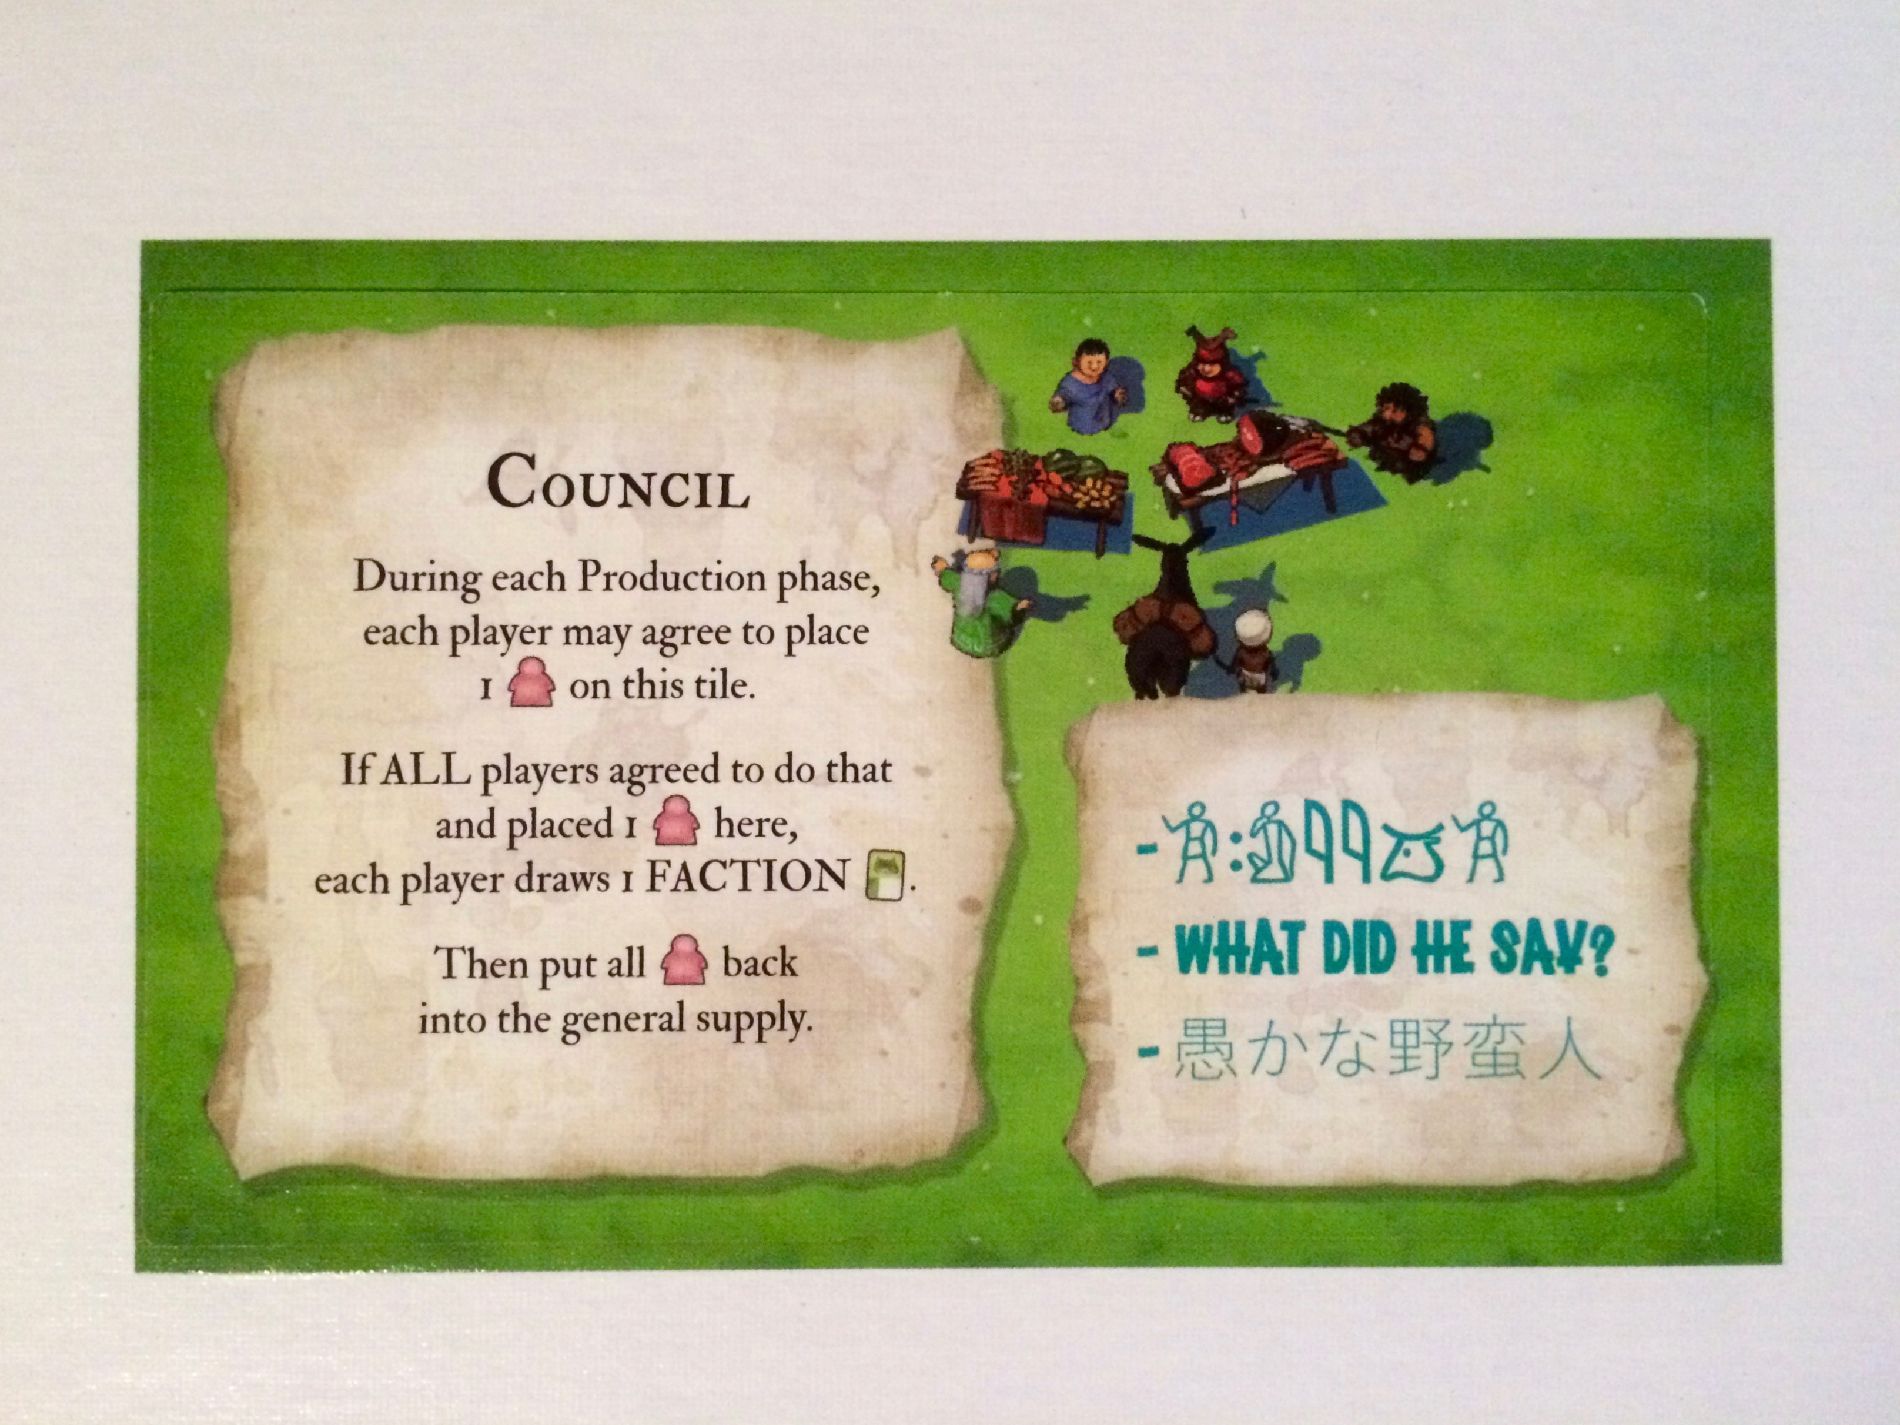 COUNCIL
During each Production phase,
each player may agree to place
1 on this tile.
If ALL players agreed to do that
and placed 1 here,
each player draws 1 FACTION .
Then put all back
into the general supply.
- WHAT DID HE SAY?
- 愚かな野蛮人